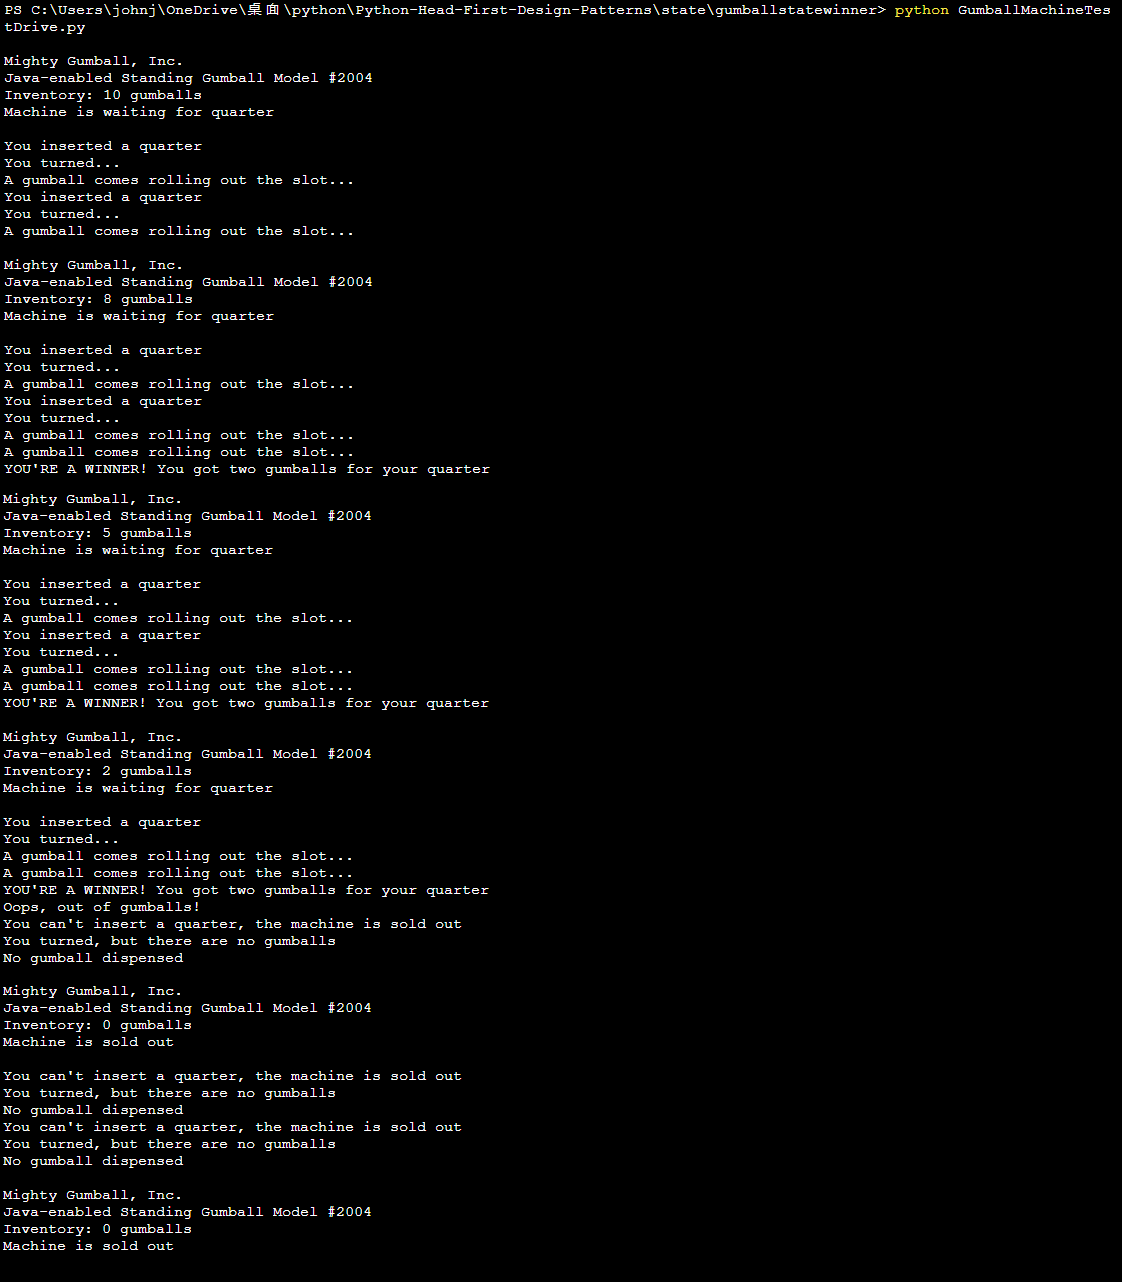 PS C:\Users\johnj\OneDrive\桌面\python\Python-Head-First-Design-Patterns\state\gumballstatewinner> python GumballMachineTes
tDrive.py
Mighty Gumball, Inc.
Java-enabled Standing Gumball Model #2004
Inventory: 10 gumballs
Machine is waiting for quarter
You inserted a quarter
You turned...
A gumball comes rolling out the slot...
You inserted a quarter
You turned...
A gumball comes rolling out the slot...
Mighty Gumball, Inc.
Java-enabled Standing Gumball Model #2004
Inventory: 8 gumballs
Machine is waiting for quarter
You inserted a quarter
You turned...
A gumball comes rolling out the slot...
You inserted a quarter
You turned...
A gumball comes rolling out the slot...
A gumball comes rolling out the slot...
YOU'RE A WINNER! You got two gumballs for your quarter
Mighty Gumball, Inc.
Java-enabled Standing Gumball Model #2004
Inventory: 5 gumballs
Machine is waiting for quarter
You inserted a quarter
You turned...
A gumball comes rolling out the slot...
You inserted a quarter
You turned...
A gumball comes rolling out the slot...
A gumball comes rolling out the slot...
YOU'RE A WINNER! You got two gumballs for your quarter
Mighty Gumball, Inc.
Java-enabled Standing Gumball Model #2004
Inventory: 2 gumballs
Machine is waiting for quarter
You inserted a quarter
You turned...
A gumball comes rolling out the slot...
A gumball comes rolling out the slot...
YOU'RE A WINNER! You got two gumballs for your quarter
Oops, out of gumballs!
You can't insert a quarter, the machine is sold out
You turned, but there are no gumballs
No gumball dispensed
Mighty Gumball, Inc.
Java-enabled Standing Gumball Model #2004
Inventory: 0 gumballs
Machine is sold out
You can't insert a quarter, the machine is sold out
You turned, but there are no gumballs
No gumball dispensed
You can't insert a quarter, the machine is sold out
You turned, but there are no gumballs
No gumball dispensed
Mighty Gumball, Inc.
Java-enabled Standing Gumball Model #2004
Inventory: 0 gumballs
Machine is sold out